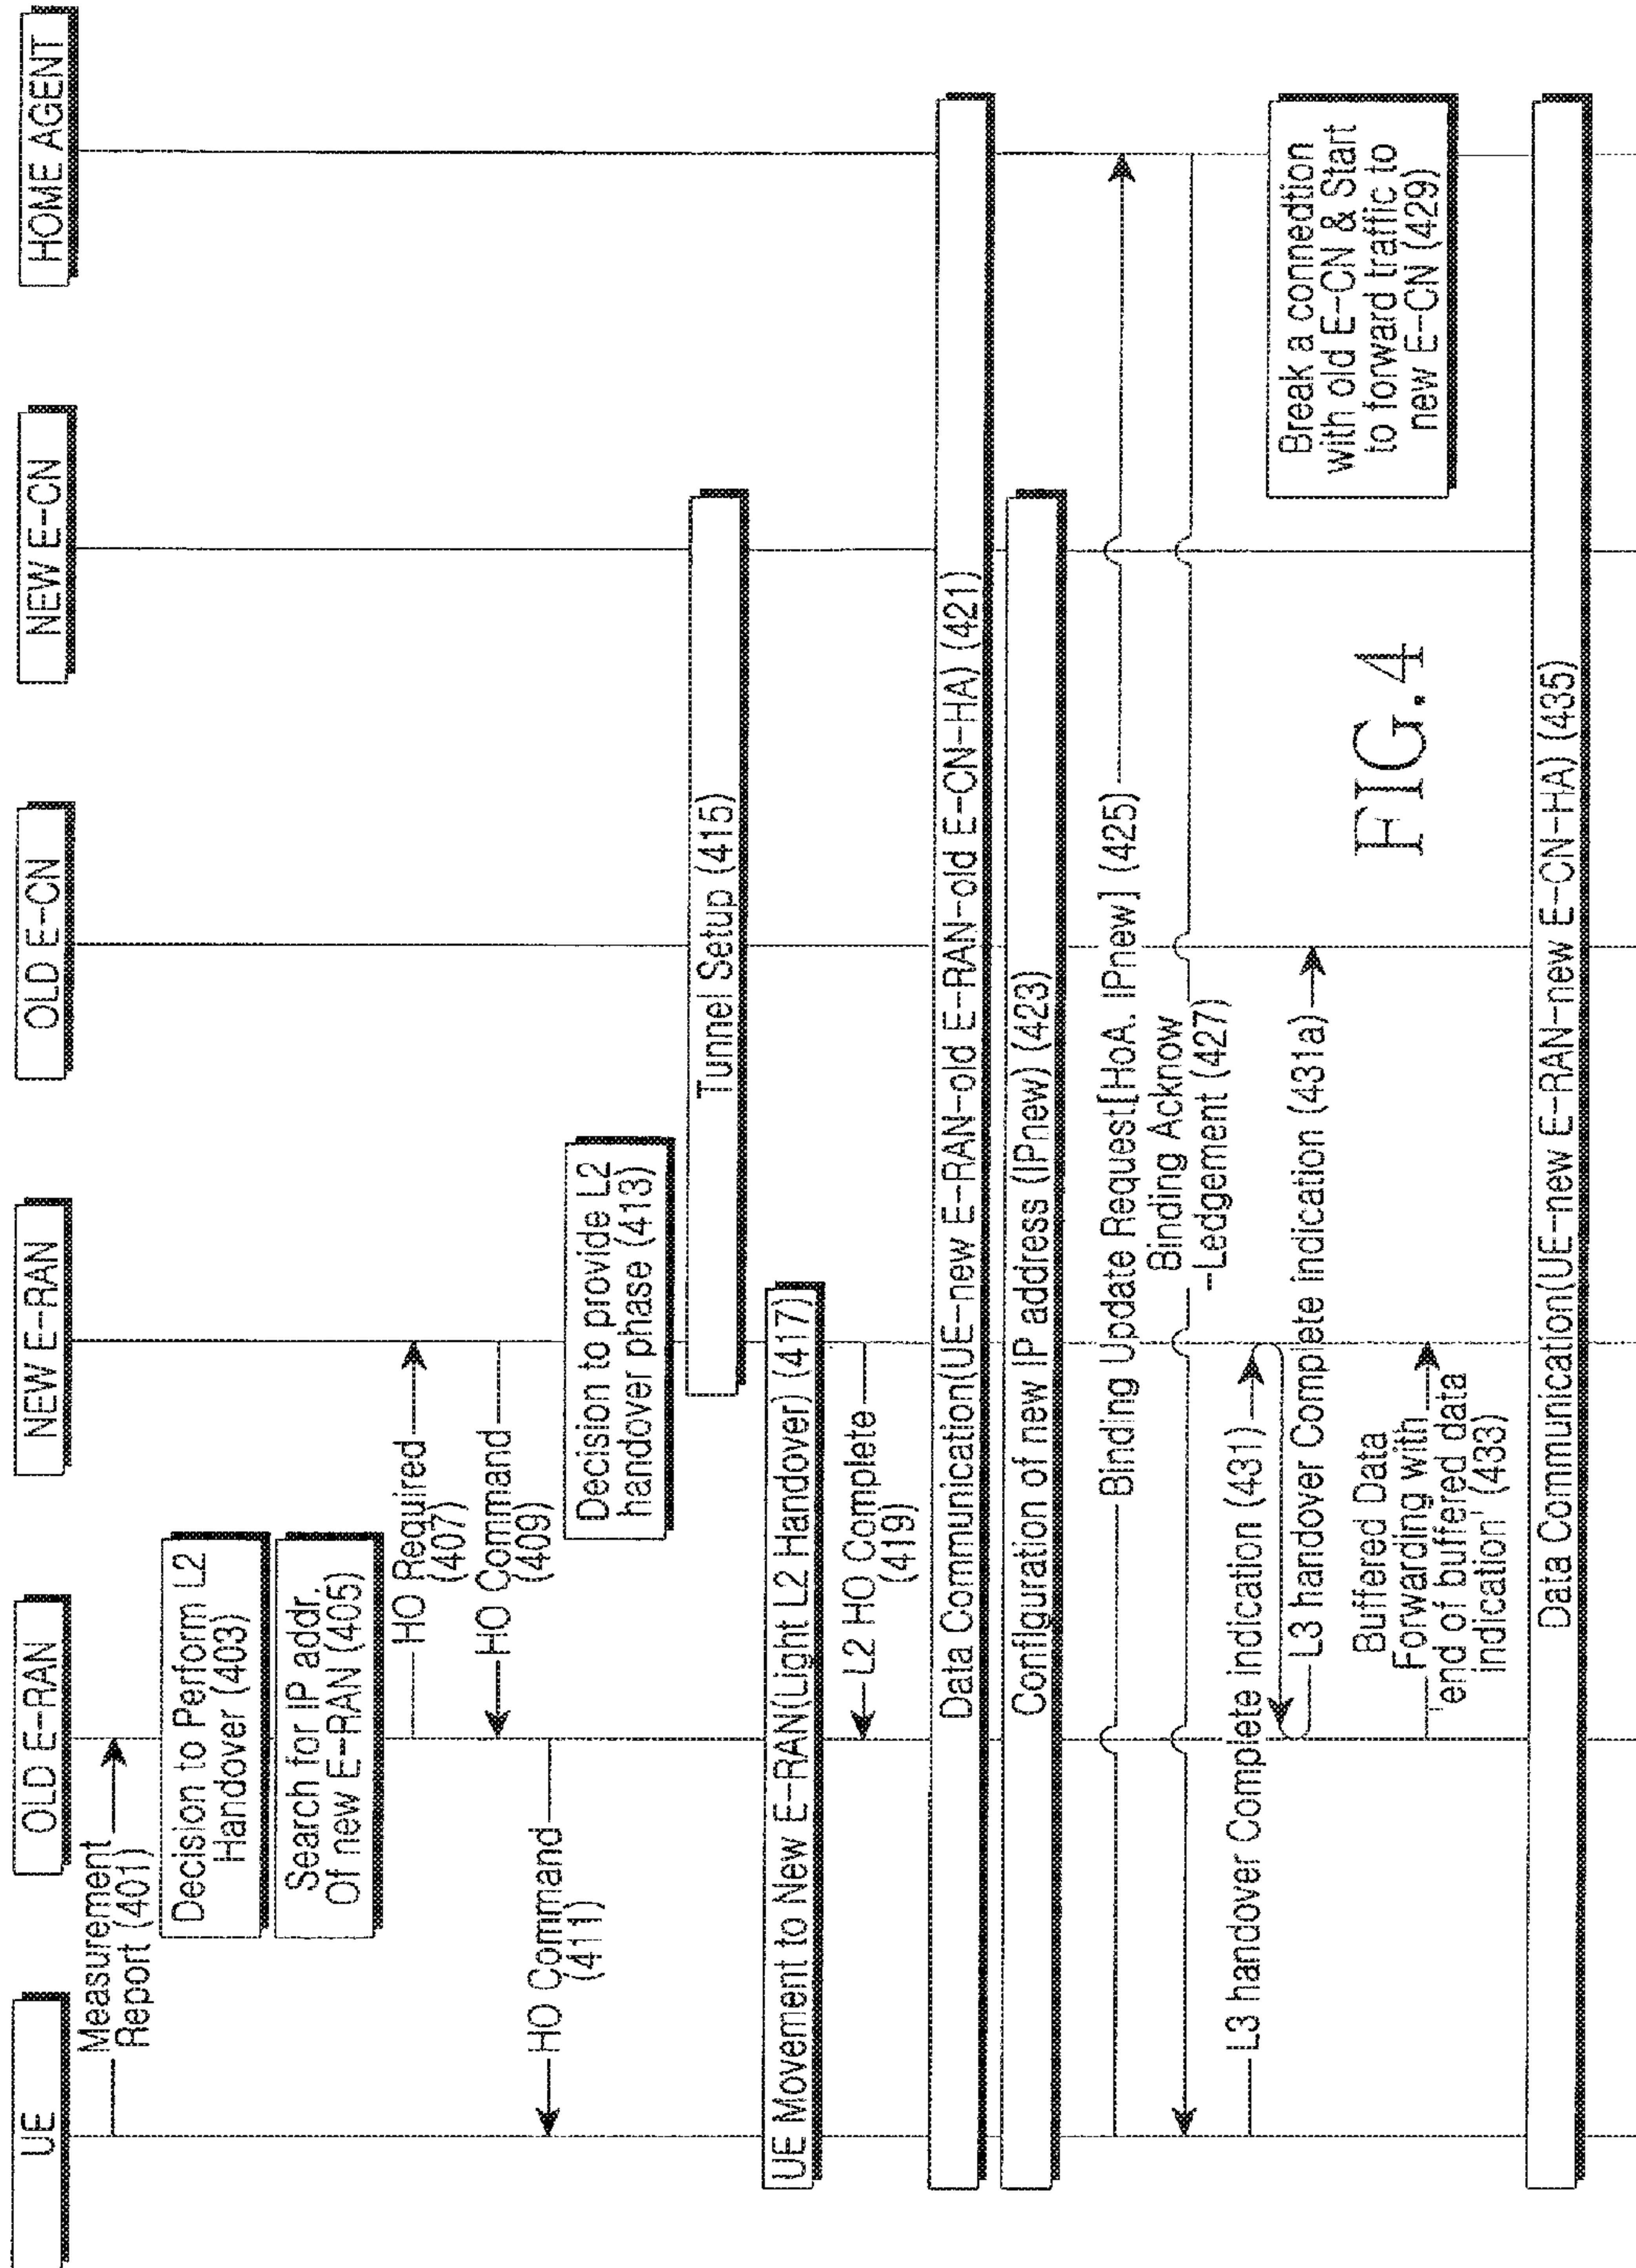 UE
OLD E-RAN
NEW E-RAN
OLD E-CN
NEW E-CN
HOME AGENT
Measurement
Report (401)
Decision to Perform L2
Handover (403)
Search for IP addr.
Of new E-RAN (405)
HO Required
(407)
HO Command
(409)
HO Command
(411)
Decision to provide L2
handover phase (413)
Tunnel Setup (415)
UE Movement to New E-RAN(Light L2 Handover) (417)
L2 HO Complete
(419)
Data Communication(UE-new E-RAN-old E-RAN-old E-CN-HA) (421)
Configuration of new IP address (IPnew) (423)
Binding Update Request[HoA. IPnew] (425)
Binding Acknow
-Ledgement (427)
L3 handover Complete indication (431)
L3 handover Complete indication (431a)
Break a connedtion
with old E-CN & Start
to forward traffic to
new E-CN (429)
Buffered Data
Forwarding with
'end of buffered data
indication' (433)
Data Communication(UE-new E-RAN-new E-CN-HA) (435)
FIG.4